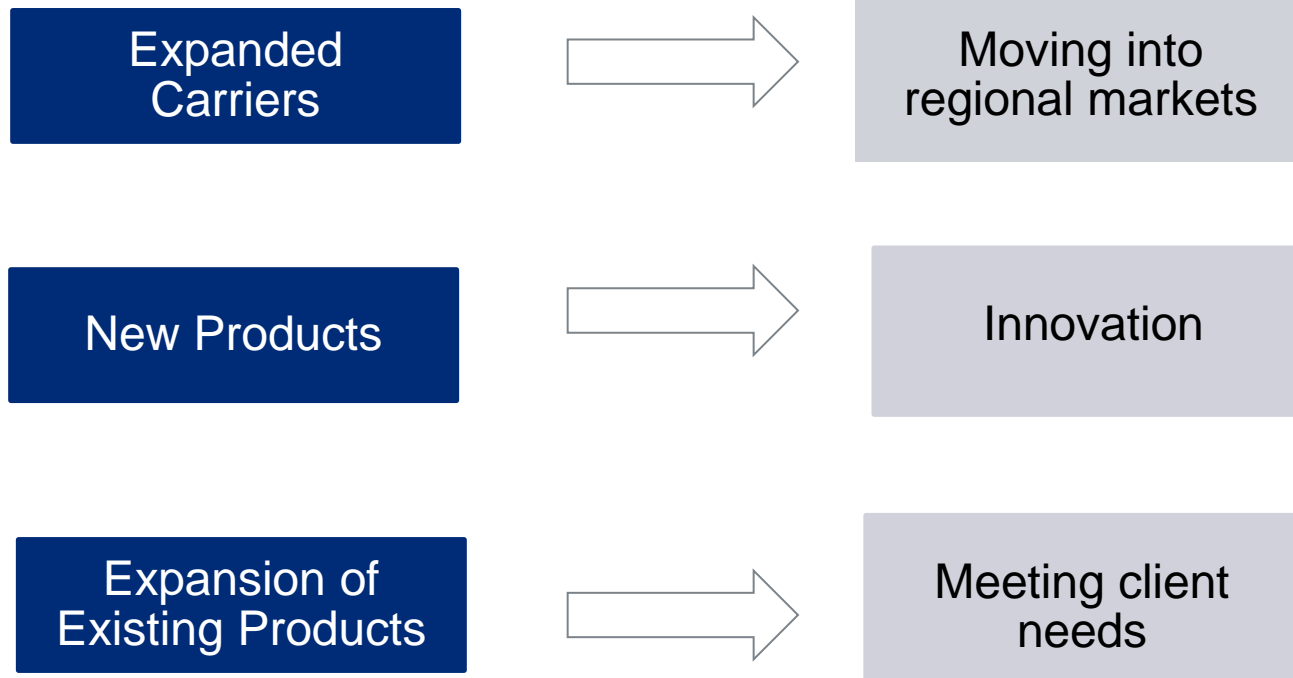 Expanded
Carriers
Moving into
regional markets
New Products
Innovation
Expansion of
Existing Products
Meeting client
needs